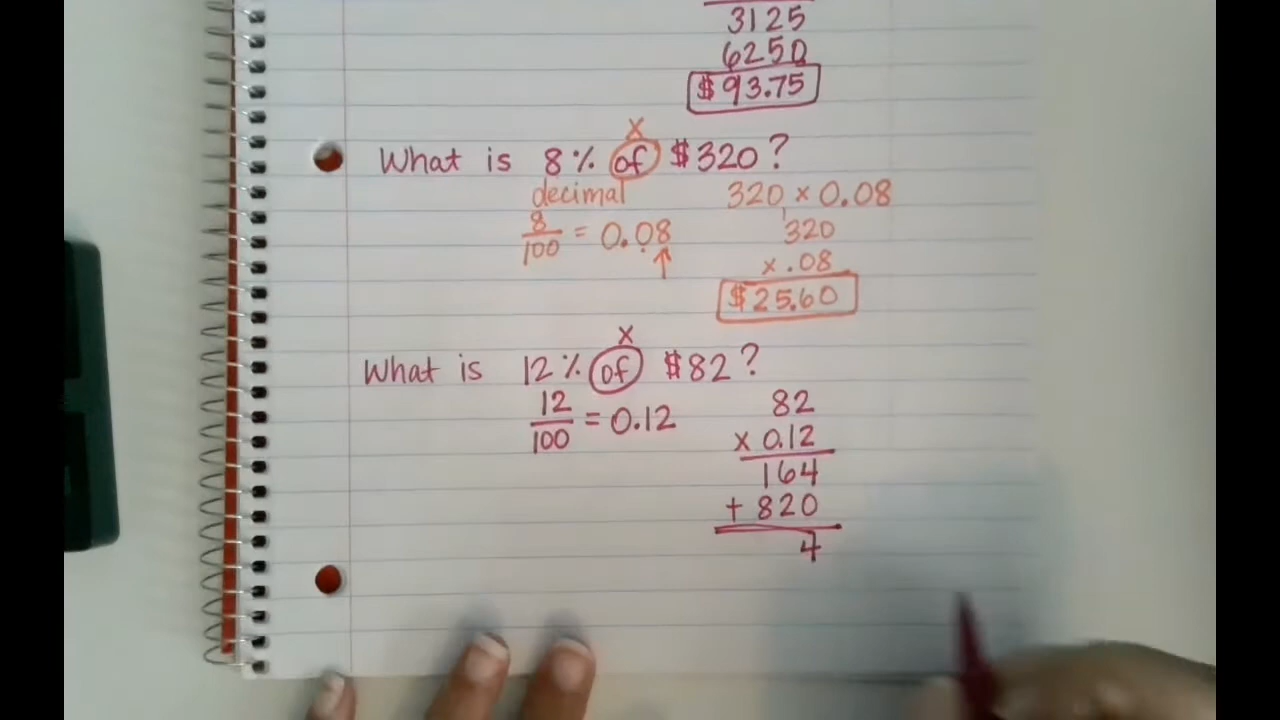 3125
6250
$93.75
x
What is 8% of $320?
decimal
320 x 0.08
8/100 = 0.08
1
320
x .08
$25.60
x
What is 12% of $82?
12/100 = 0.12
82
x 0.12
164
+ 820
4